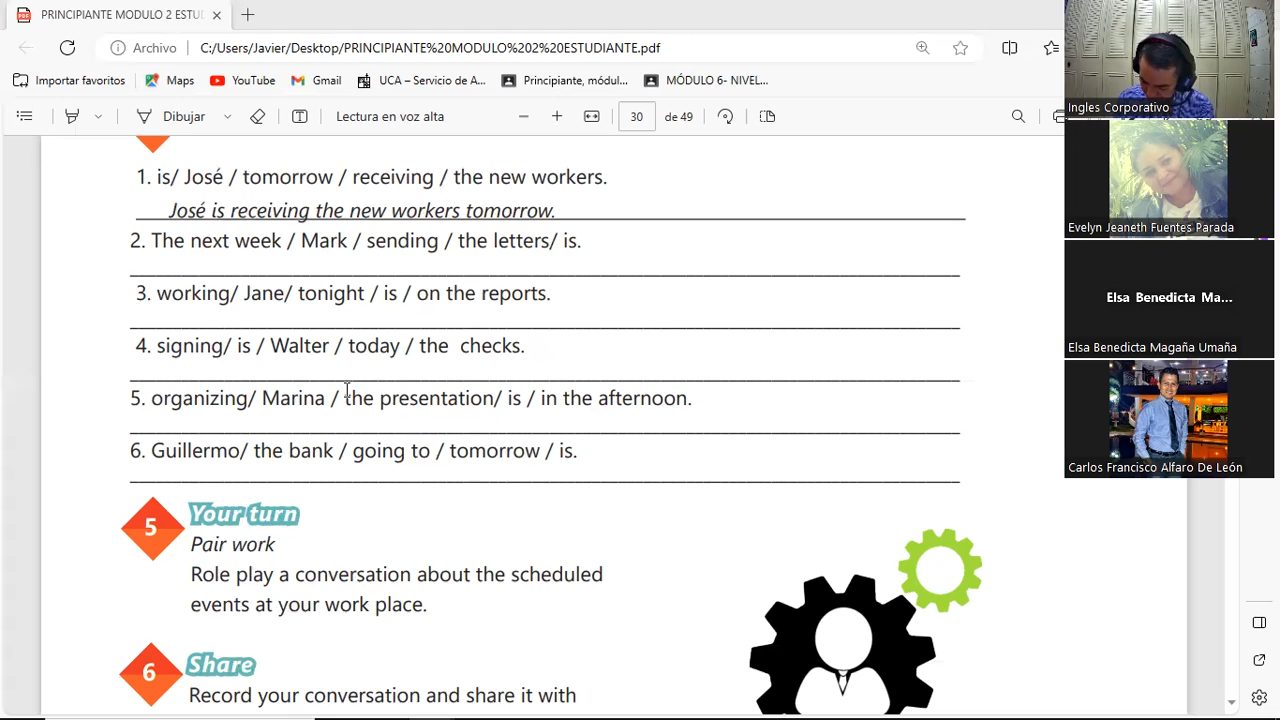 PRINCIPIANTE MODULO 2 ESTU
Archivo
C:/Users/Javier/Desktop/PRINCIPIANTE%20MODULO%202%20ESTUDIANTE.pdf
Importar favoritos
Maps
YouTube
Gmail
UCA – Servicio de A...
Principiante, módul...
MÓDULO 6- NIVEL...
Dibujar
Lectura en voz alta
30
de 49
1. is/ José / tomorrow / receiving / the new workers.
José is receiving the new workers tomorrow.
2. The next week / Mark / sending / the letters/ is.
3. working/ Jane/ tonight / is / on the reports.
4. signing/ is / Walter / today / the checks.
5. organizing/ Marina / the presentation/ is / in the afternoon.
6. Guillermo/ the bank / going to / tomorrow / is.
5
Your turn
Pair work
Role play a conversation about the scheduled
events at your work place.
6
Share
Record your conversation and share it with
Ingles Corporativo
Evelyn Jeaneth Fuentes Parada
Elsa Benedicta Ma...
Elsa Benedicta Magaña Umaña
Carlos Francisco Alfaro De León